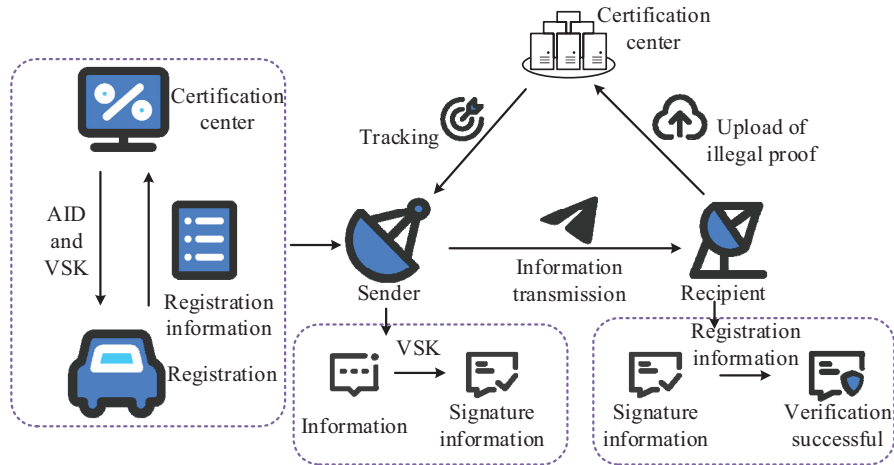 Certification
center
Certification
center
Tracking
Upload of
illegal proof
AID
and
VSK
Registration
information
Registration
Sender
Information
transmission
Recipient
VSK
Information
Signature
information
Registration
information
Signature
information
Verification
successful